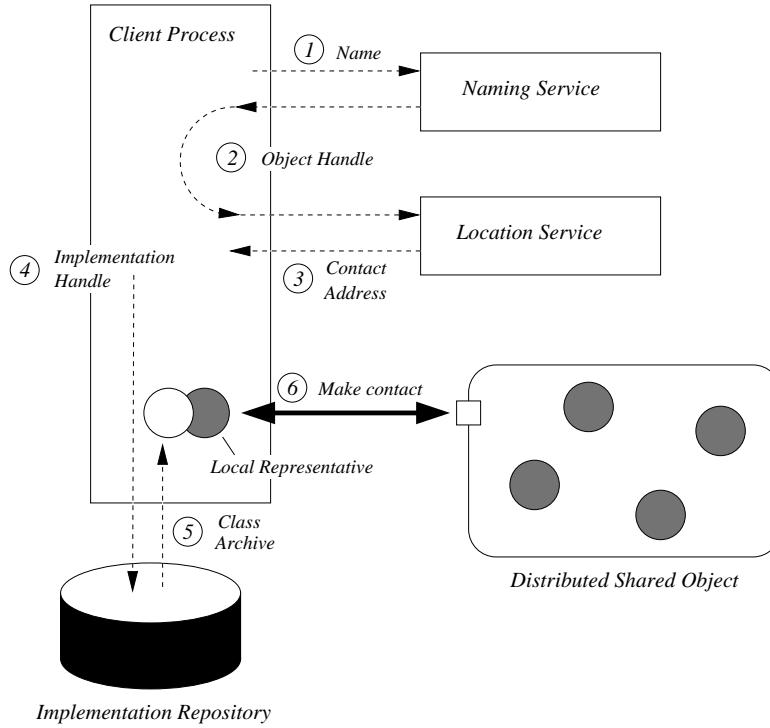 Client Process
1
Name
Naming Service
2
Object Handle
Location Service
4
Implementation
Handle
3
Contact
Address
6
Make contact
Local Representative
5
Class
Archive
Distributed Shared Object
Implementation Repository